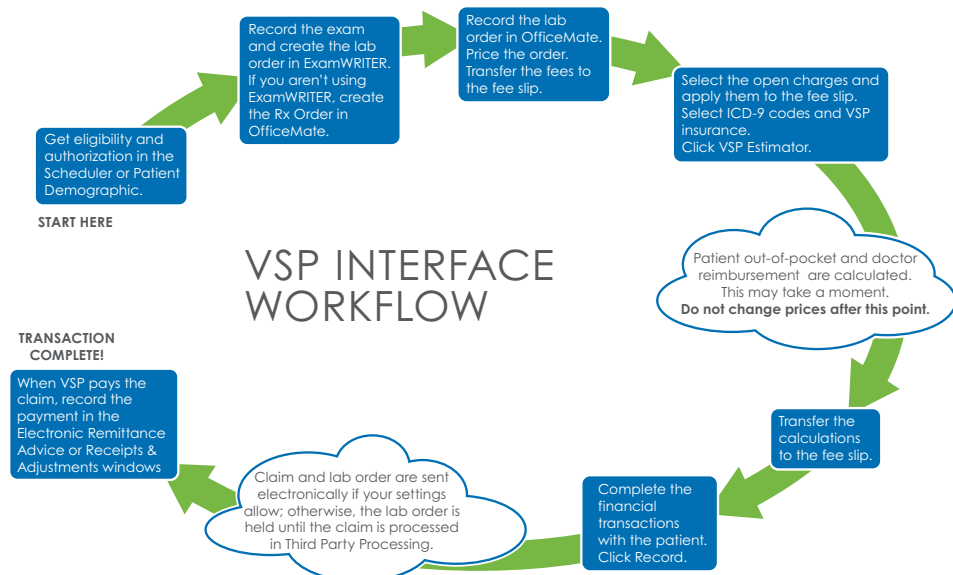 Get eligibility and
authorization in the
Scheduler or Patient
Demographic.
START HERE
Record the exam
and create the lab
order in ExamWRITER.
If you aren't using
ExamWRITER, create
the Rx Order in
OfficeMate.
Record the lab
order in OfficeMate.
Price the order.
Transfer the fees to
the fee slip.
Select the open charges and
apply them to the fee slip.
Select ICD-9 codes and VSP
insurance.
Click VSP Estimator.
VSP INTERFACE
WORKFLOW
Patient out-of-pocket and doctor
reimbursement are calculated.
This may take a moment.
Do not change prices after this point.
Transfer the
calculations
to the fee slip.
Complete the
financial
transactions
with the patient.
Click Record.
Claim and lab order are sent
electronically if your settings
allow; otherwise, the lab order is
held until the claim is processed
in Third Party Processing.
TRANSACTION
COMPLETE!
When VSP pays the
claim, record the
payment in the
Electronic Remittance
Advice or Receipts &
Adjustments windows